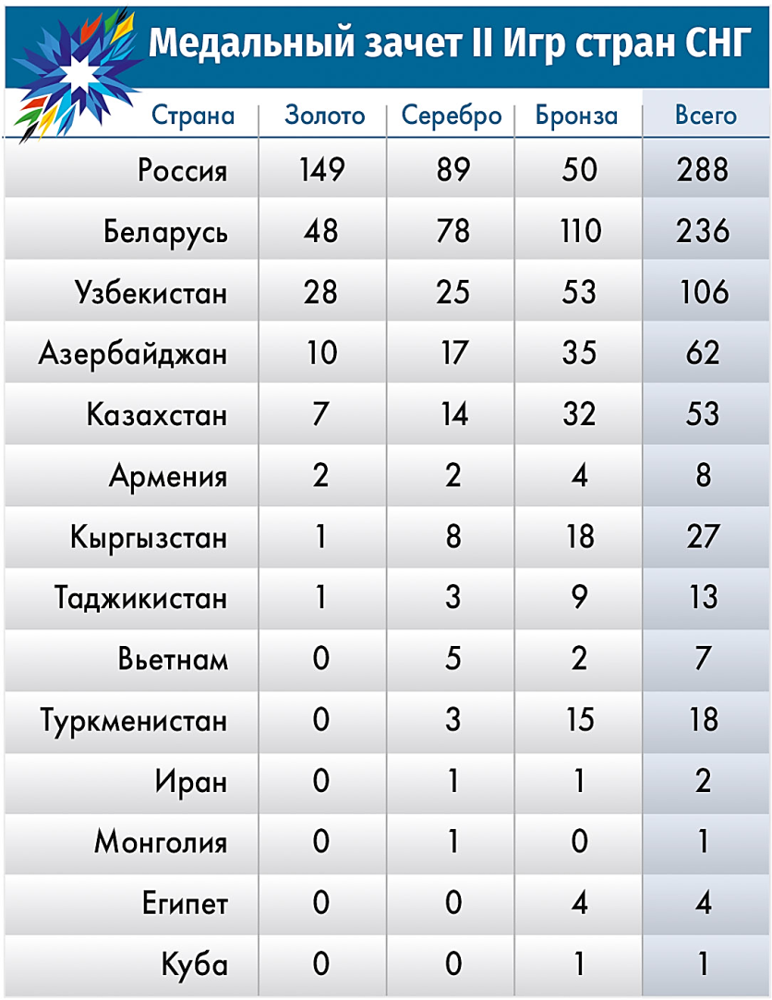 Медальный зачет II Игр стран СНГ
Страна Золото Серебро Бронза Всего
Россия 149 89 50 288
Беларусь 48 78 110 236
Узбекистан 28 25 53 106
Азербайджан 10 17 35 62
Казахстан 7 14 32 53
Армения 2 2 4 8
Кыргызстан 1 8 18 27
Таджикистан 1 3 9 13
Вьетнам 0 5 2 7
Туркменистан 0 3 15 18
Иран 0 1 1 2
Монголия 0 1 0 1
Египет 0 0 4 4
Куба 0 0 1 1